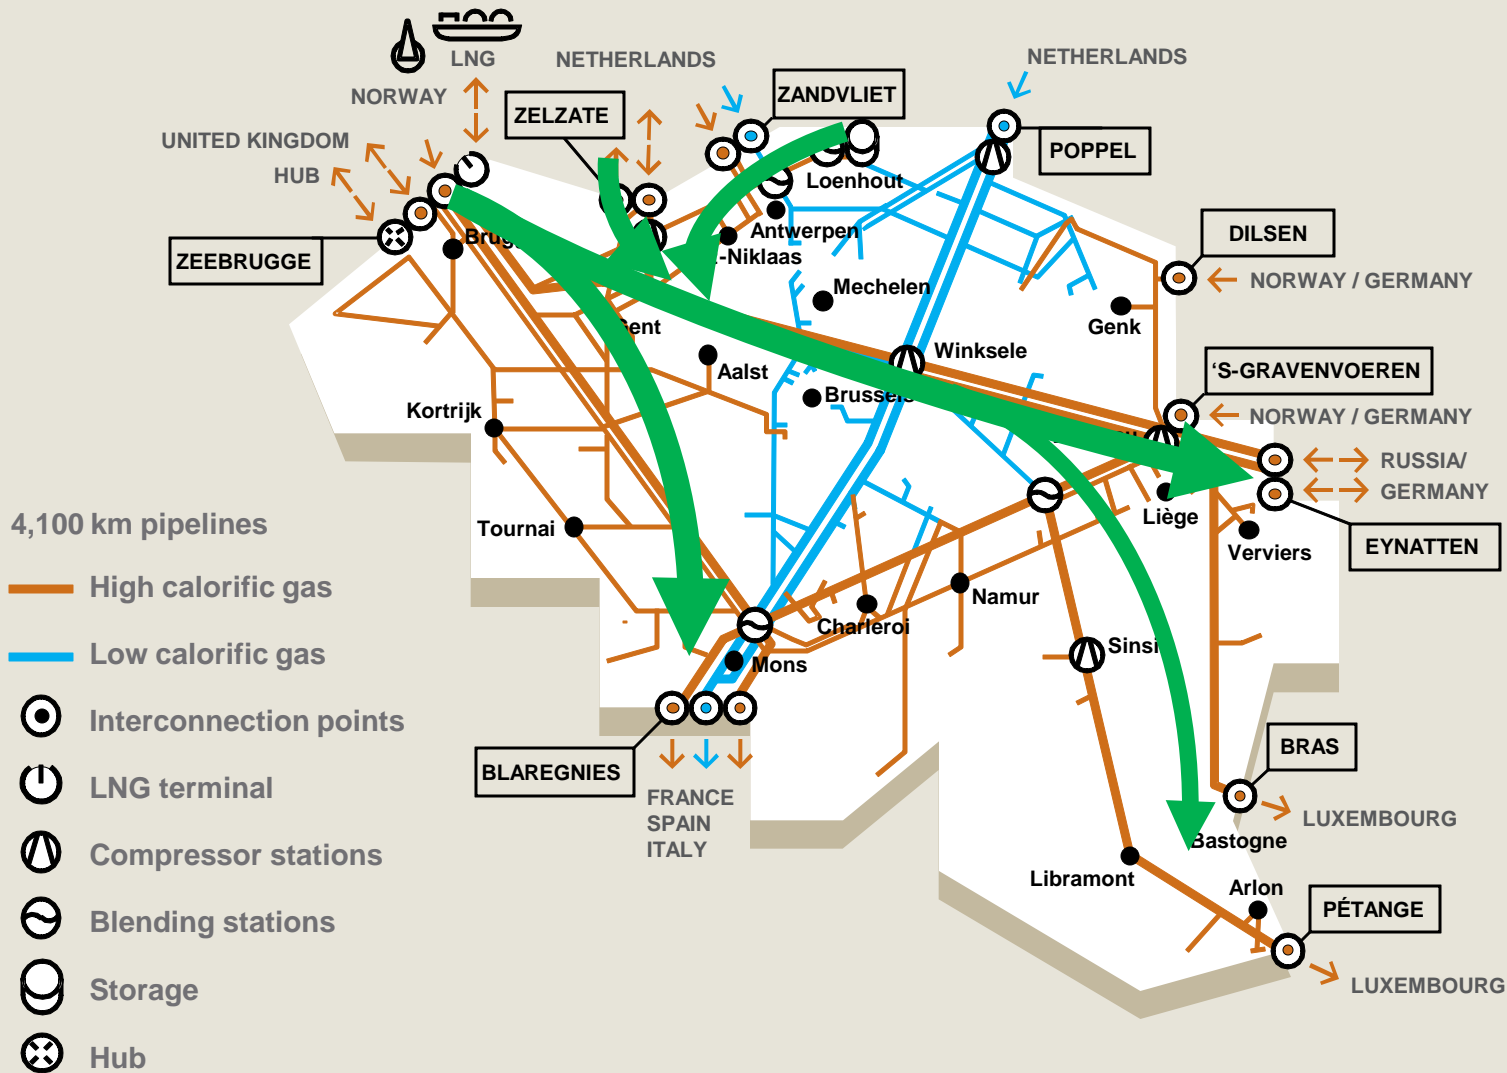 LNG
NETHERLANDS
NETHERLANDS
NORWAY
ZELZATE
ZANDVLIET
UNITED KINGDOM
POPPEL
HUB
Loenhout
ZEEBRUGGE
Antwerpen
-Niklaas
DILSEN
NORWAY / GERMANY
Mechelen
Genk
Winksele
Aalst
'S-GRAVENVOEREN
Brussels
Kortrijk
NORWAY / GERMANY
RUSSIA/
GERMANY
Liège
Verviers
EYNATTEN
4,100 km pipelines
Tournai
High calorific gas
Namur
Charleroi
Low calorific gas
Sinsi
Mons
Interconnection points
BLAREGNIES
BRAS
LNG terminal
FRANCE
SPAIN
ITALY
LUXEMBOURG
Bastogne
Compressor stations
Libramont
Arlon
Blending stations
PÉTANGE
Storage
LUXEMBOURG
Hub